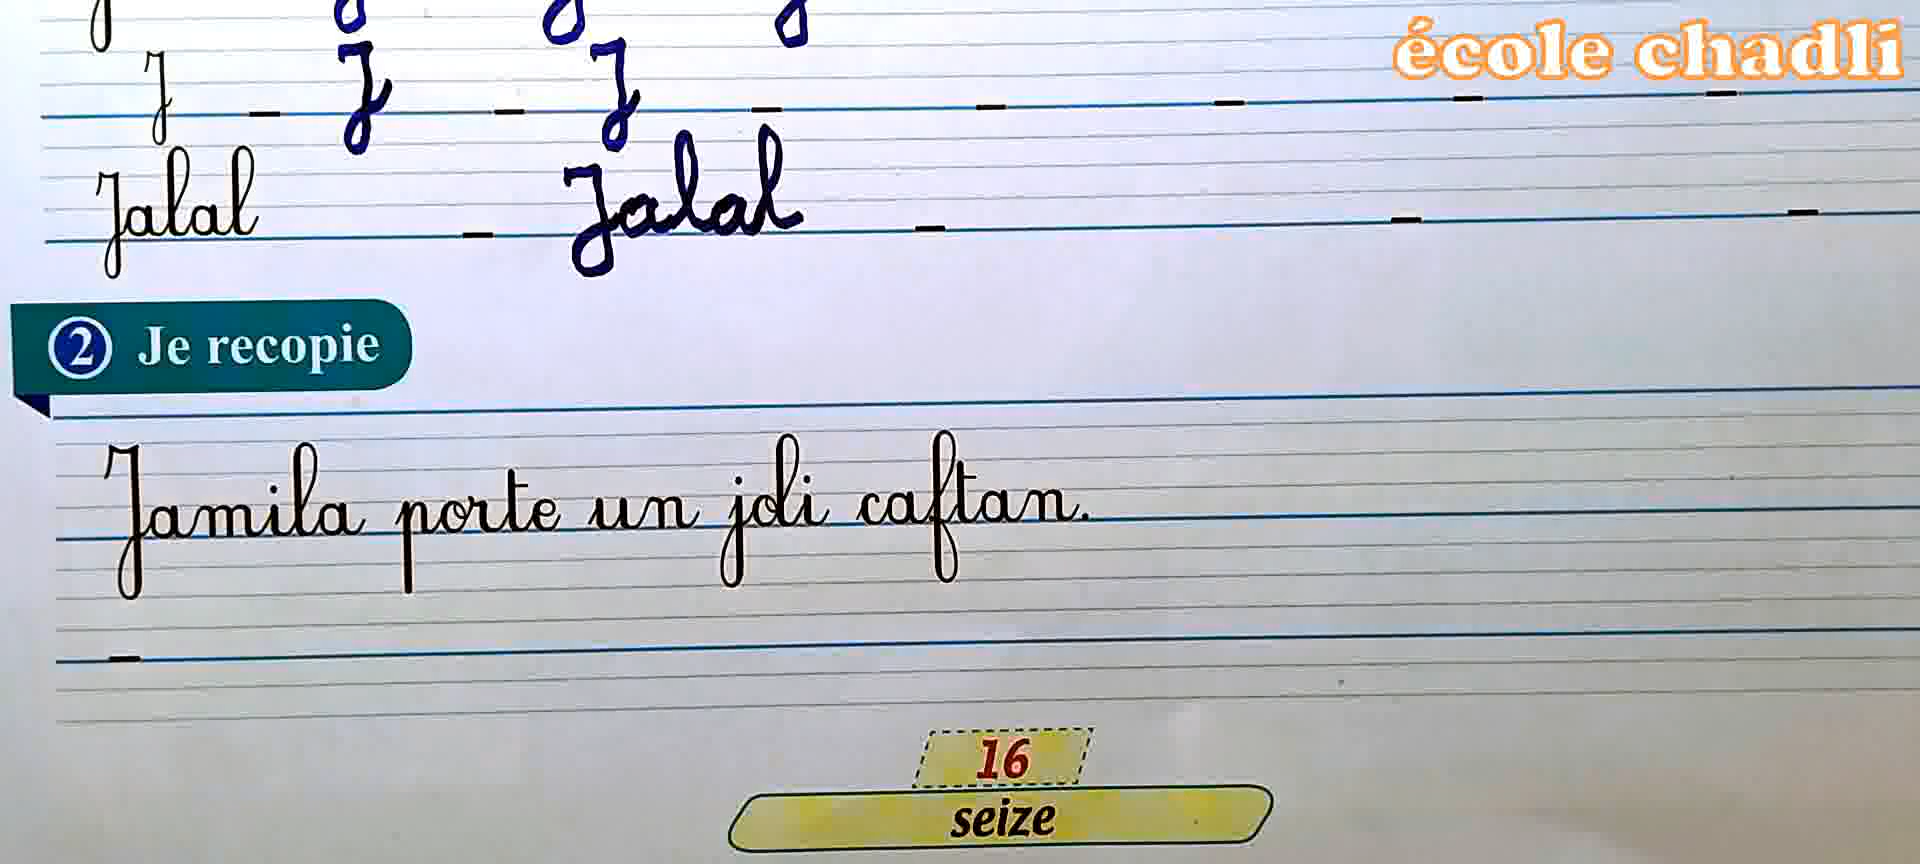 école chadli
J - J - J - - - - -
Jalal - Jalal - - -
2 Je recopie
Jamila porte un joli caftan.
-
16
seize